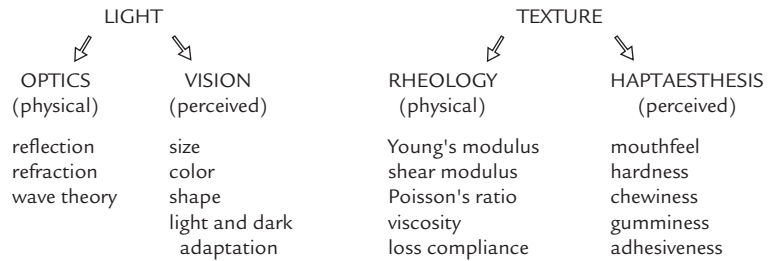 LIGHT
TEXTURE
OPTICS
(physical)
VISION
(perceived)
RHEOLOGY
(physical)
HAPTAESTHESIS
(perceived)
reflection
refraction
wave theory
size
color
shape
light and dark
adaptation
Young's modulus
shear modulus
Poisson's ratio
viscosity
loss compliance
mouthfeel
hardness
chewiness
gumminess
adhesiveness